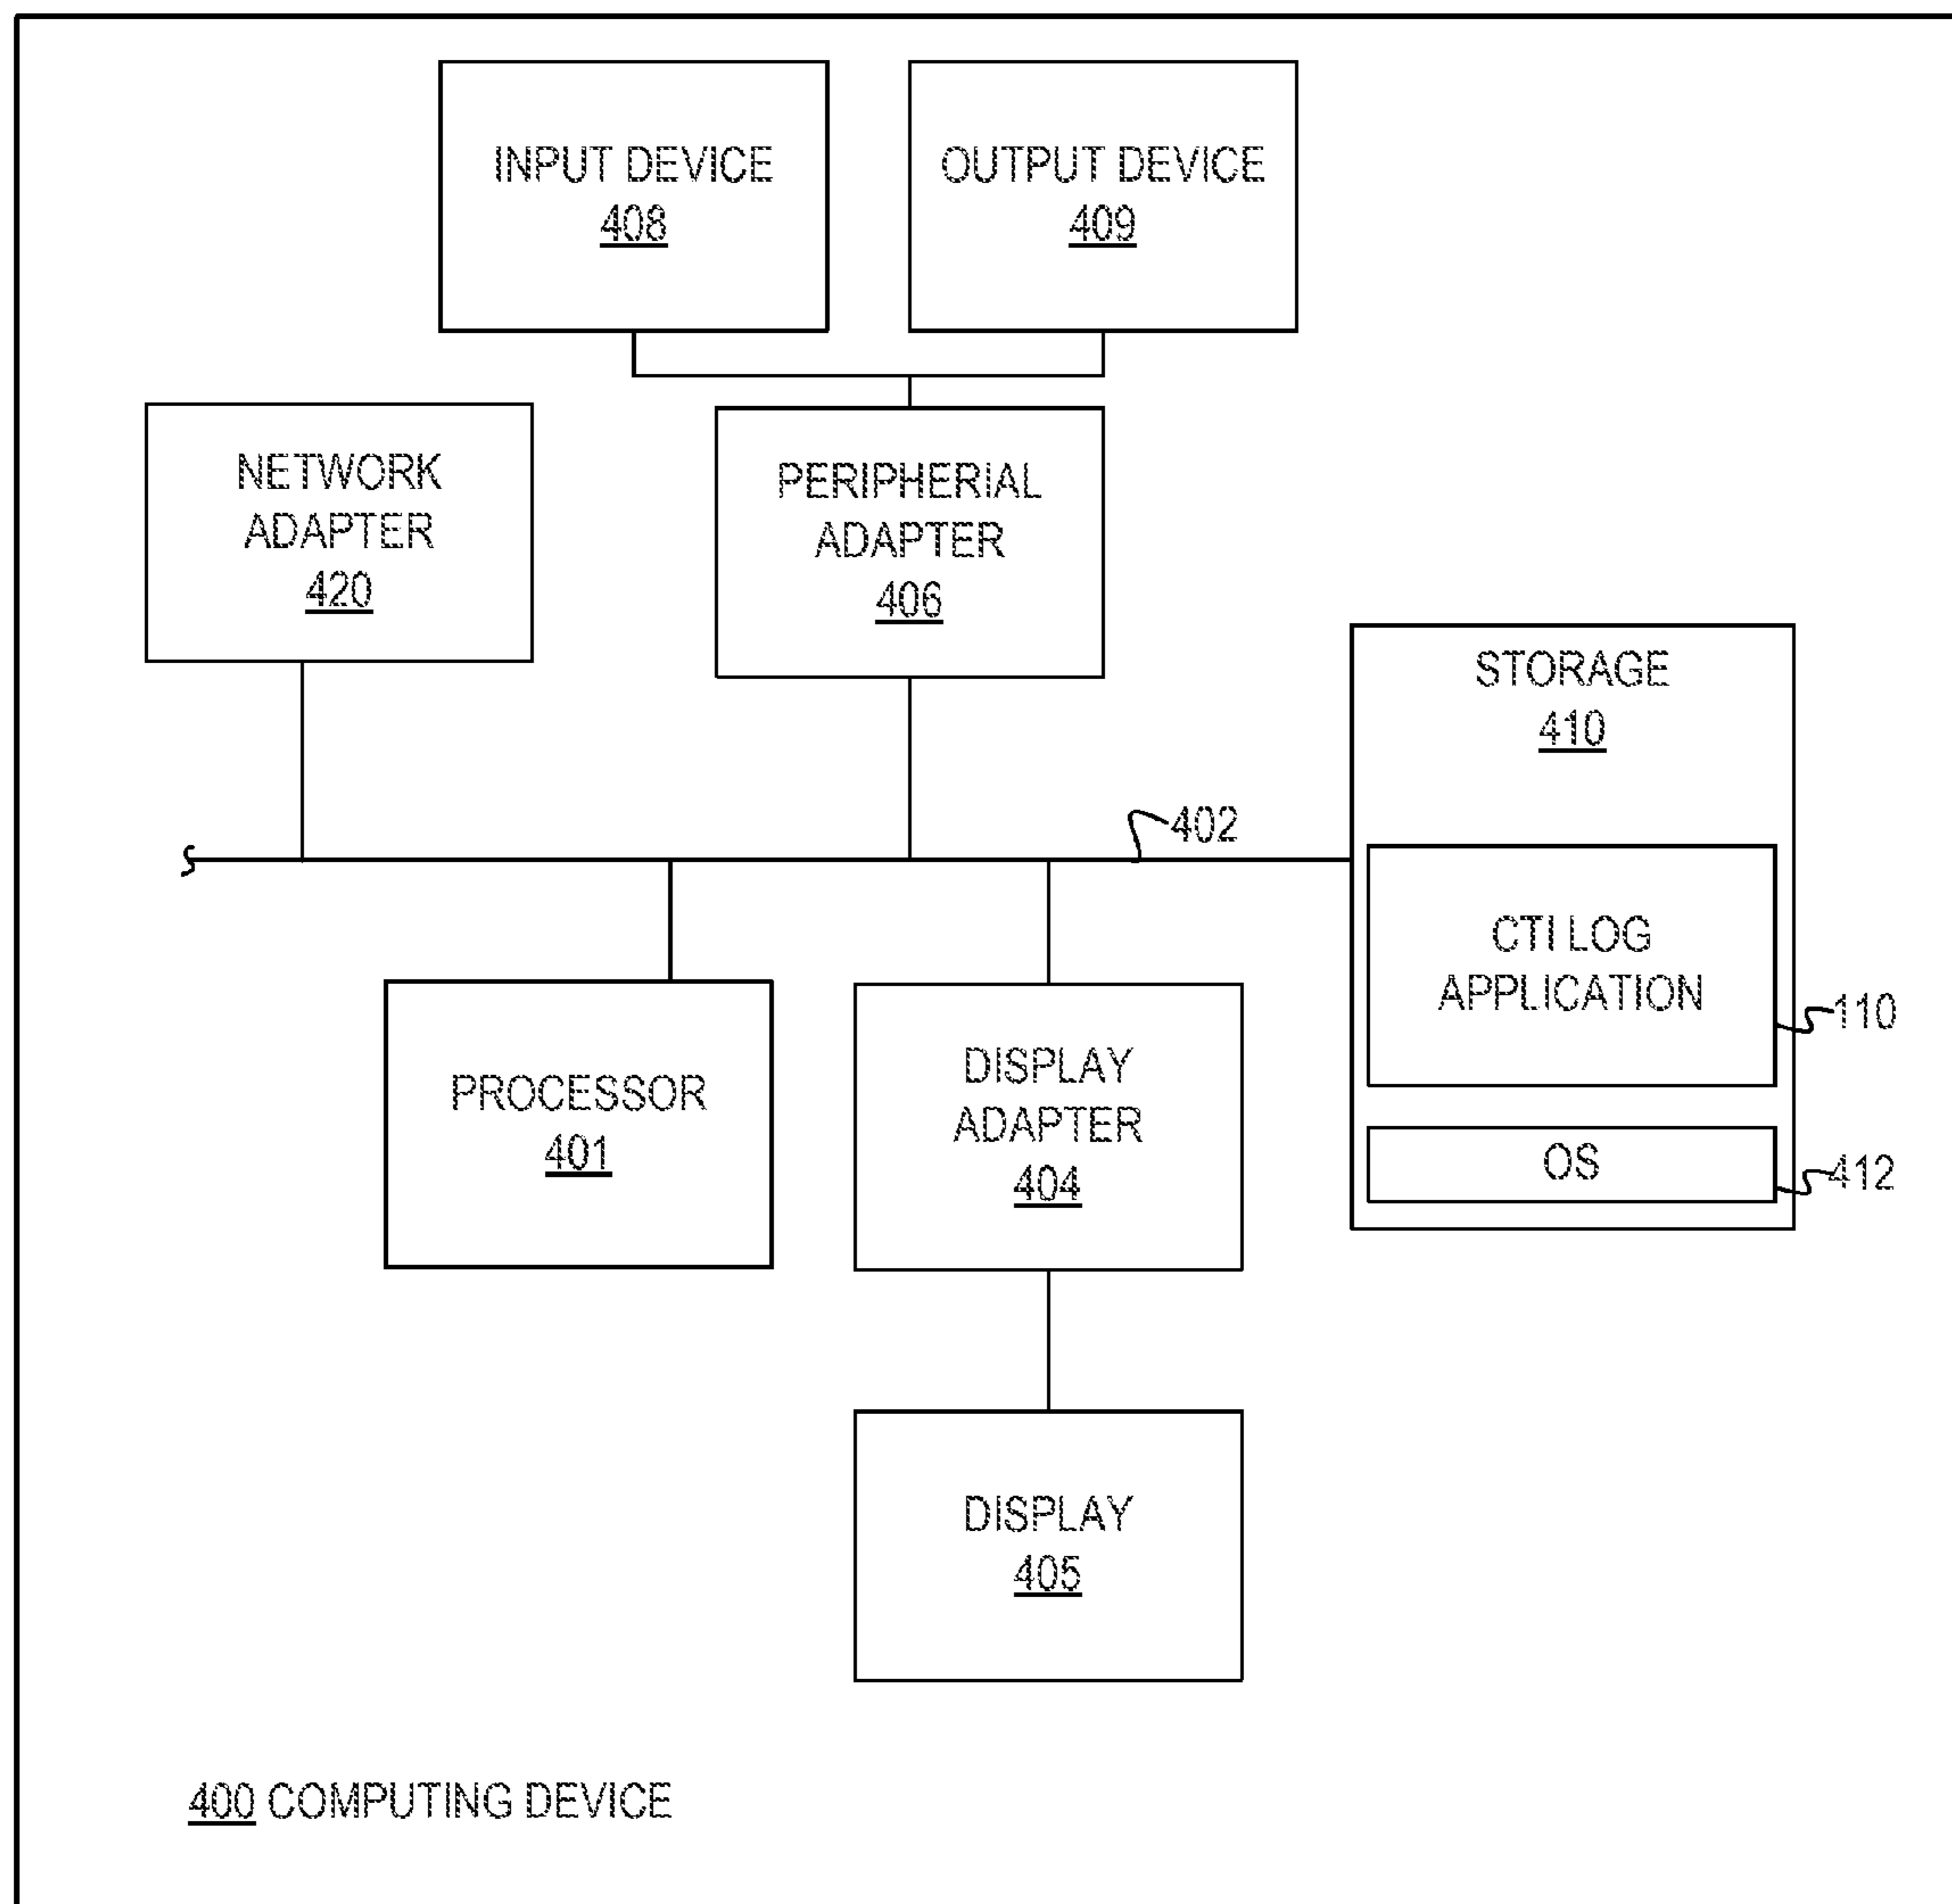 INPUT DEVICE
408
OUTPUT DEVICE
409
NETWORK
ADAPTER
420
PERIPHERIAL
ADAPTER
406
STORAGE
410
402
CTI LOG
APPLICATION
110
PROCESSOR
401
DISPLAY
ADAPTER
404
OS
412
DISPLAY
405
400 COMPUTING DEVICE